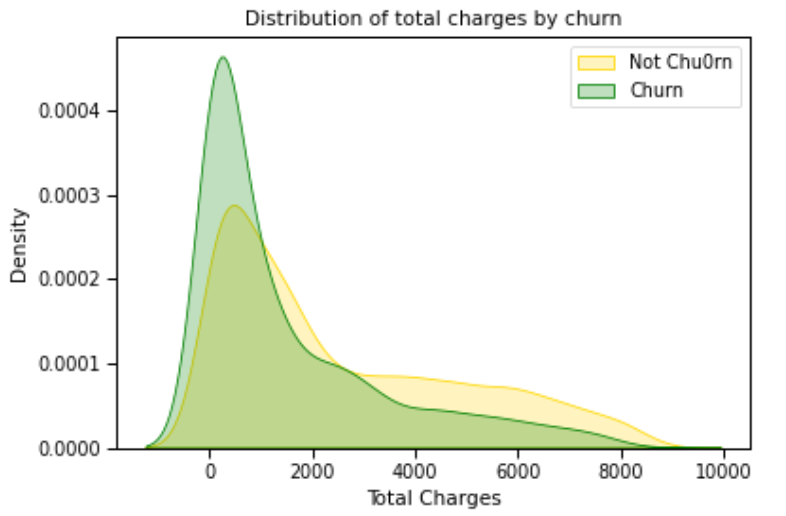 Distribution of total charges by churn
Not Chu0rn
Churn
0.0004
0.0003
0.0002
0.0001
0.0000
Density
0
2000
4000
6000
8000
10000
Total Charges